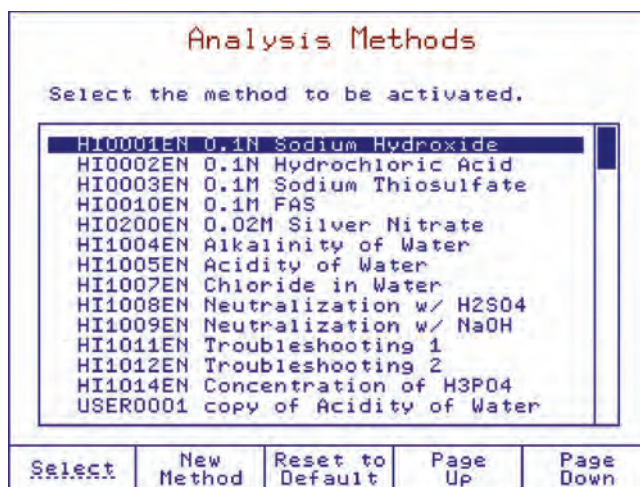 Analysis Methods
Select the method to be activated.
HI0001EN 0.1N Sodium Hydroxide
HI0002EN 0.1N Hydrochloric Acid
HI0003EN 0.1M Sodium Thiosulfate
HI0010EN 0.1M FAS
HI0200EN 0.02M Silver Nitrate
HI1004EN Alkalinity of Water
HI1005EN Acidity of Water
HI1007EN Chloride in Water
HI1008EN Neutralization w/ H2SO4
HI1009EN Neutralization w/ NaOH
HI1011EN Troubleshooting 1
HI1012EN Troubleshooting 2
HI1014EN Concentration of H3PO4
USER0001 copy of Acidity of Water
Select
New Method
Reset to Default
Page Up
Page Down